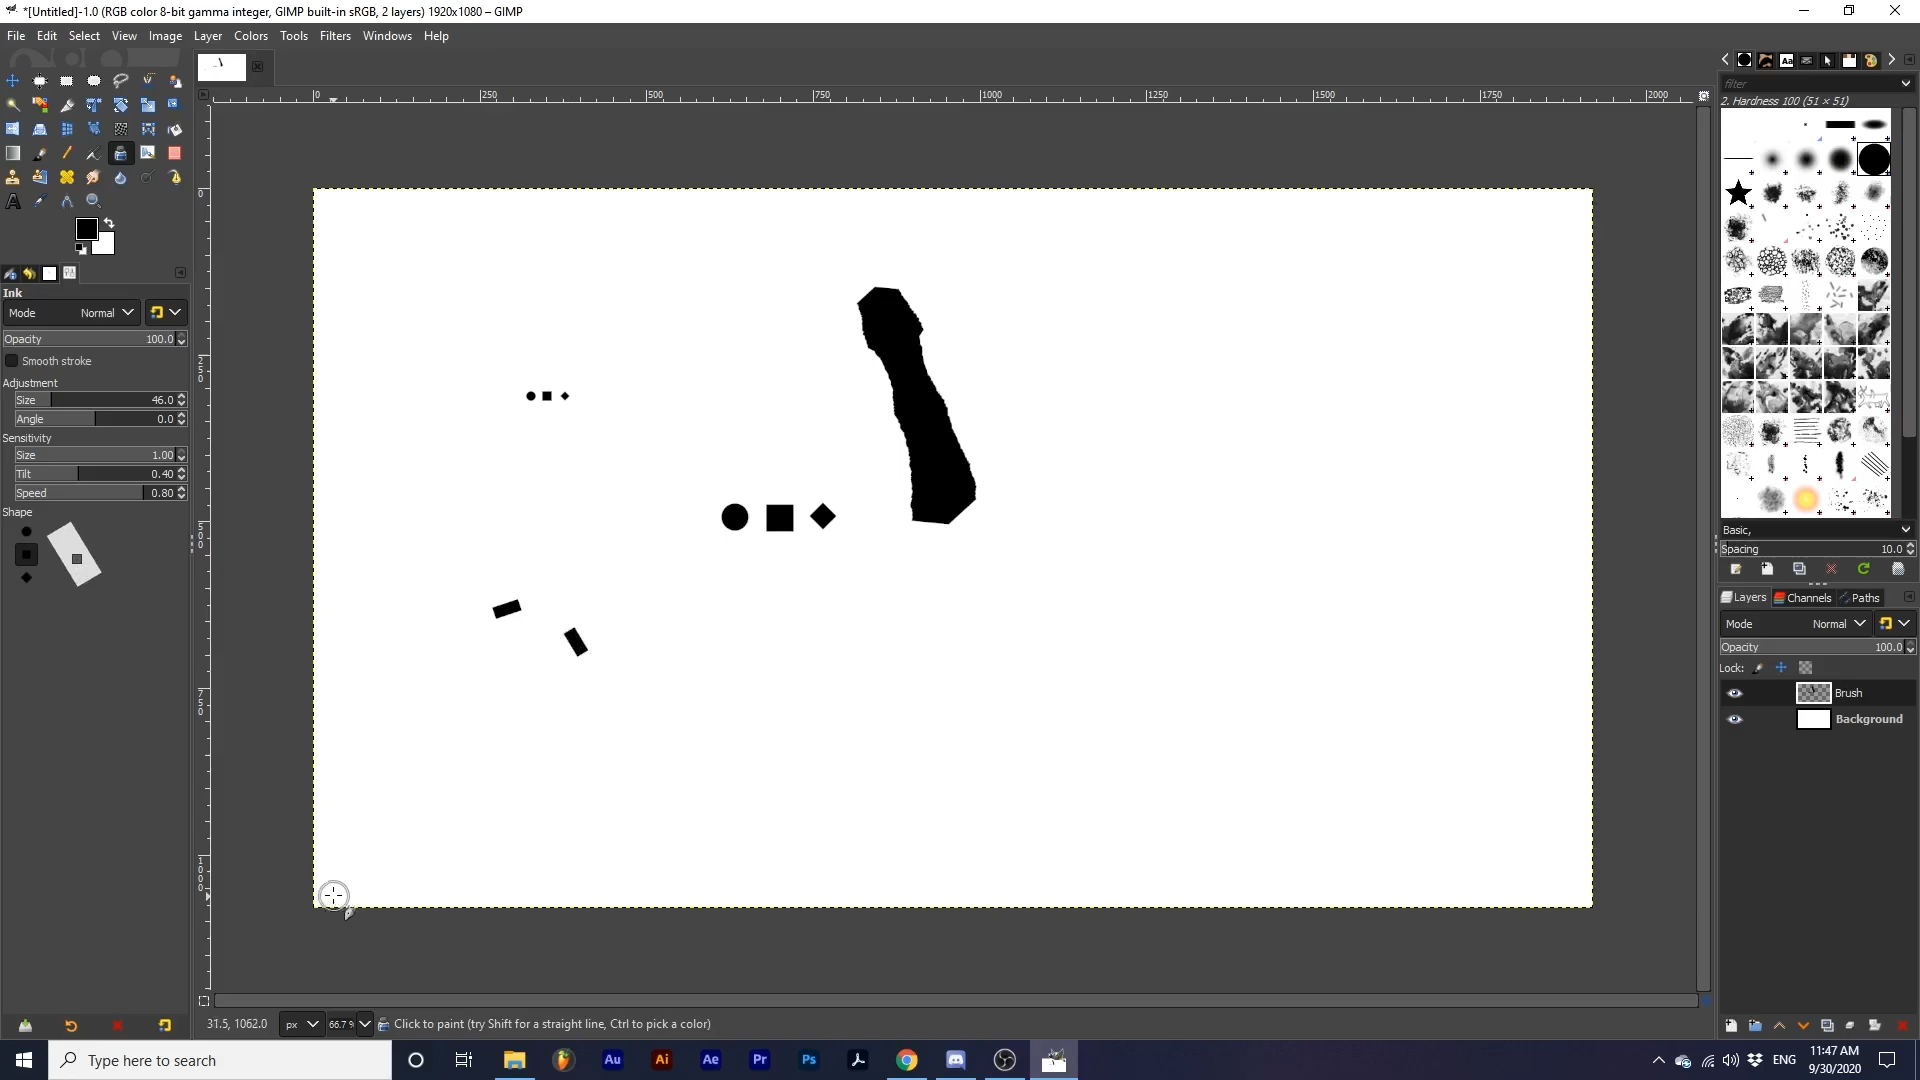 *[Untitled]-1.0 (RGB color 8-bit gamma integer, GIMP built-in sRGB, 2 layers) 1920x1080 – GIMP
File Edit Select View Image Layer Colors Tools Filters Windows Help
filter
2. Hardness 100 (51 × 51)
0 250 500 750 1000 1250 1500 1750 2000
0
250
500
750
1000
Ink
Mode Normal
Opacity 100.0
Smooth stroke
Adjustment
Size 46.0
Angle 0.0
Sensitivity
Size 1.00
Tilt 0.40
Speed 0.80
Shape
Basic,
Spacing 10.0
Layers Channels Paths
Mode Normal
Opacity 100.0
Lock:
Brush
Background
31.5, 1062.0 px 66.7 % Click to paint (try Shift for a straight line, Ctrl to pick a color)
Type here to search
Au Ai Ae Pr Ps
ENG
11:47 AM
9/30/2020